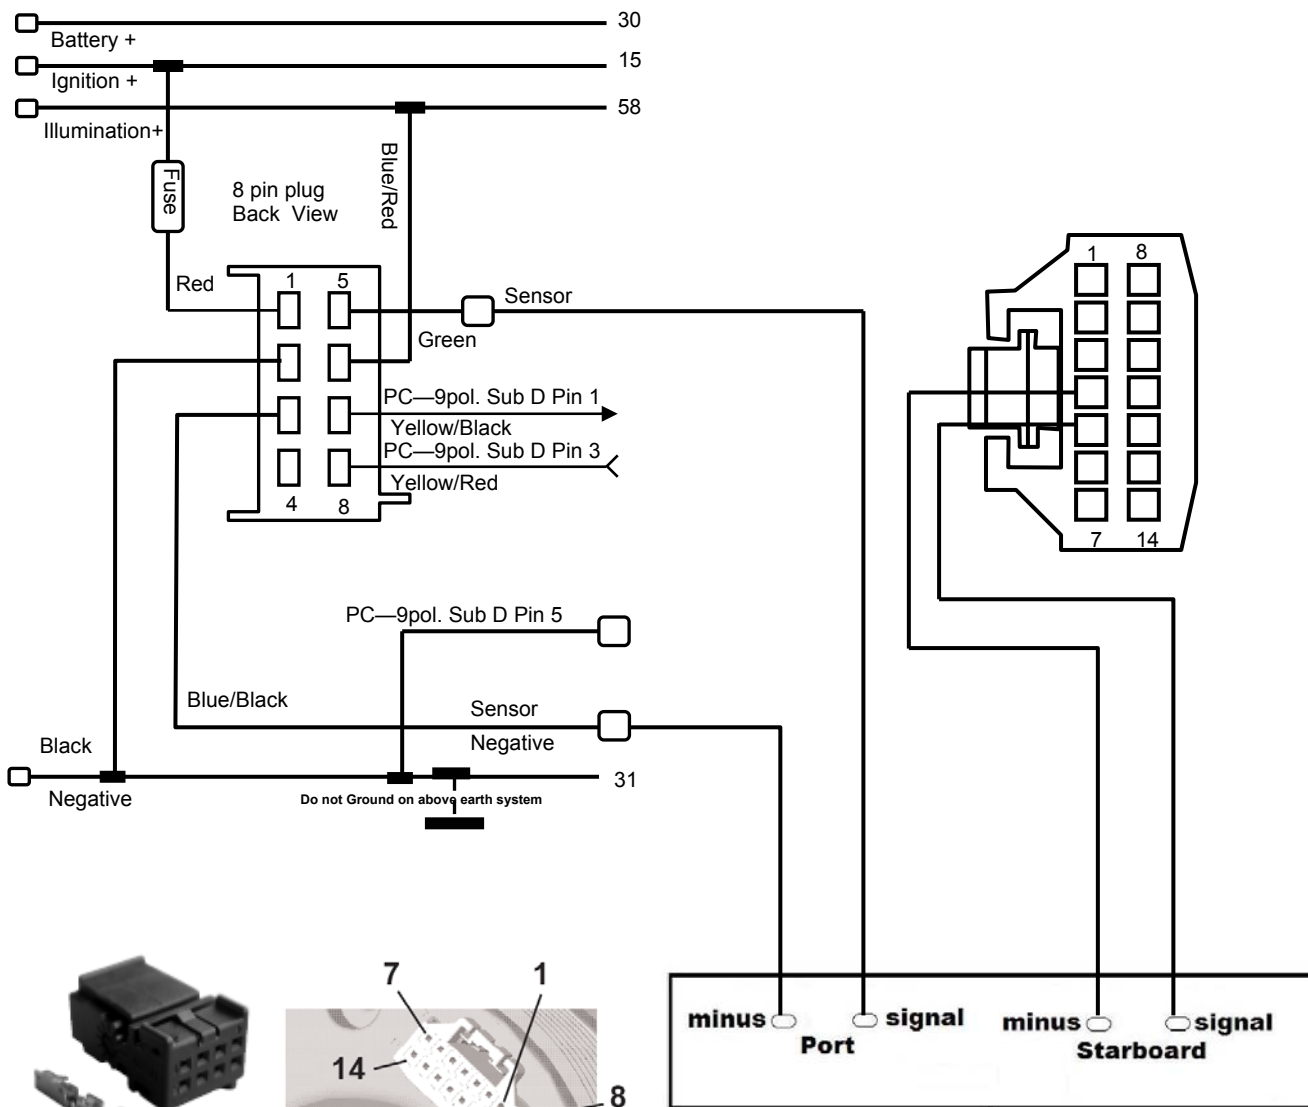 30
Battery +
15
Ignition +
58
Illumination+
Fuse
8 pin plug
Back View
Blue/Red
Red
1 5
Sensor
Green
PC—9pol. Sub D Pin 1
Yellow/Black
PC—9pol. Sub D Pin 3
Yellow/Red
4 8
1 8
7 14
PC—9pol. Sub D Pin 5
Blue/Black
Sensor
Negative
Black
Negative
31
Do not Ground on above earth system
7 1
14
8
minus signal
Port
minus signal
Starboard